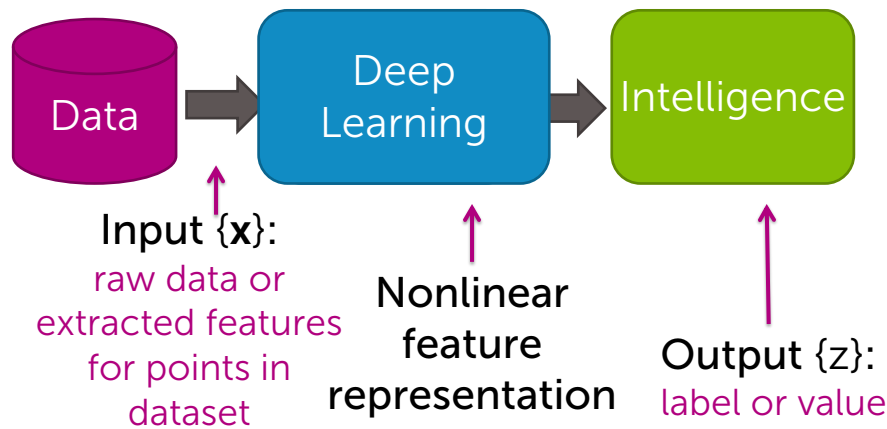 Data
Deep
Learning
Intelligence
Input {x}:
raw data or
extracted features
for points in
dataset
Nonlinear
feature
representation
Output {z}:
label or value